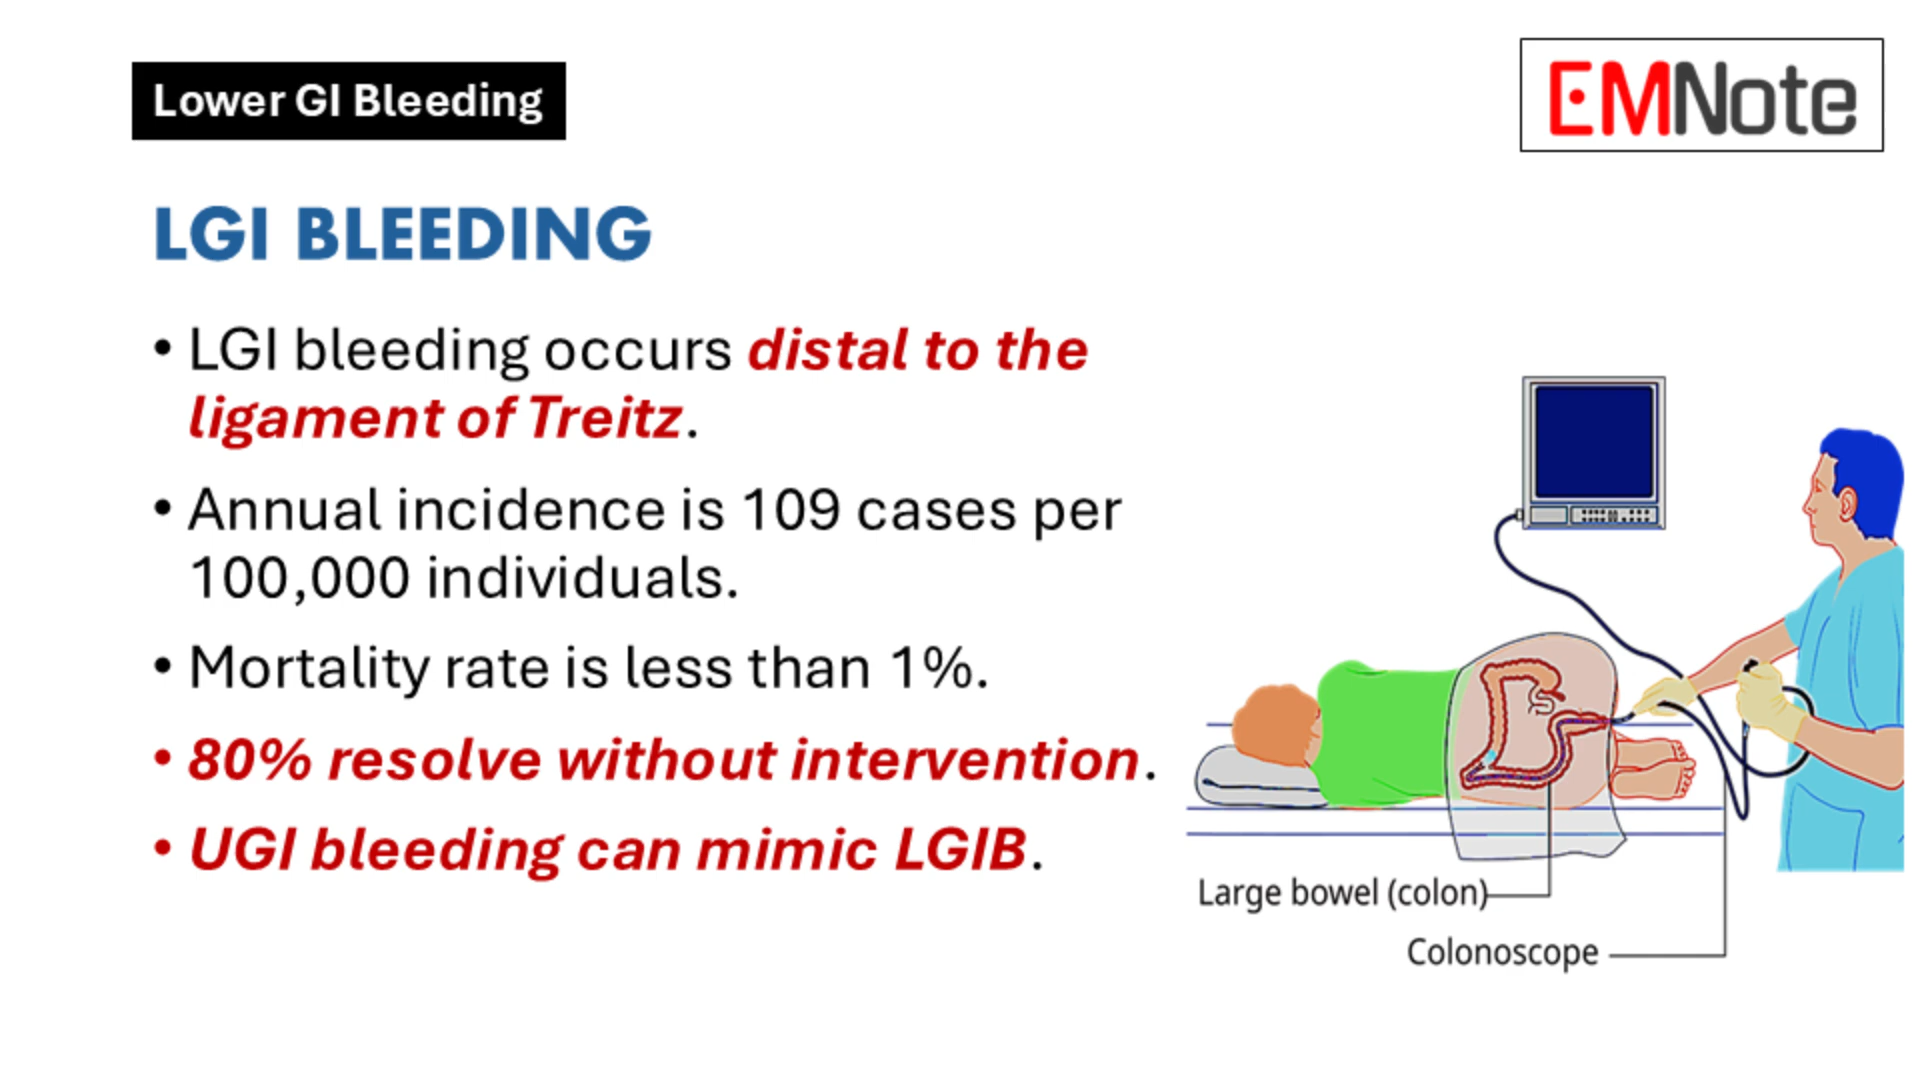 Lower GI Bleeding
EMNote
LGI BLEEDING
• LGI bleeding occurs distal to the
ligament of Treitz.
• Annual incidence is 109 cases per
100,000 individuals.
• Mortality rate is less than 1%.
• 80% resolve without intervention.
• UGI bleeding can mimic LGIB.
Large bowel (colon)
Colonoscope